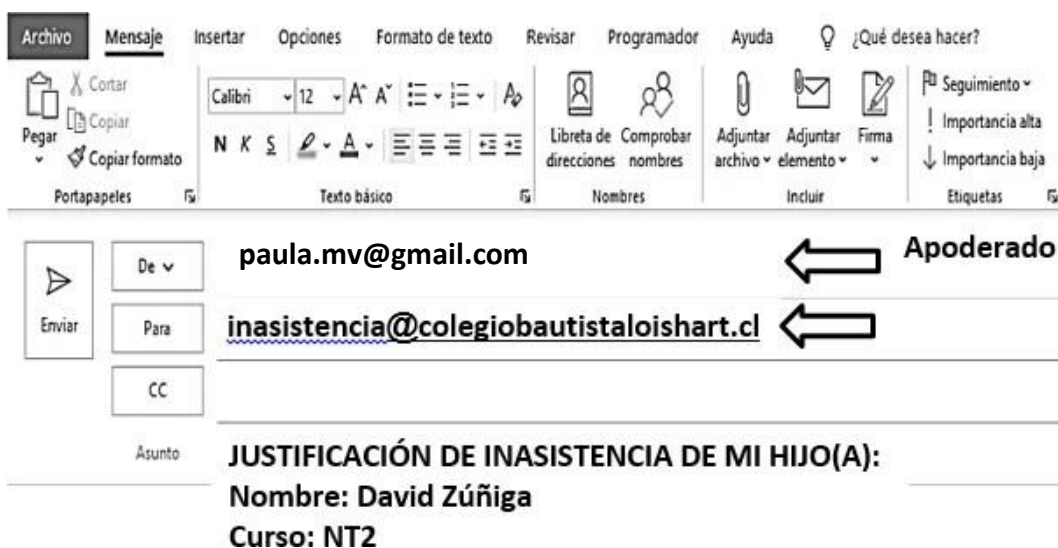 Archivo Mensaje Insertar Opciones Formato de texto Revisar Programador Ayuda ¿Qué desea hacer?
Pegar
Cortar
Copiar
Copiar formato
Portapapeles
Calibri 12 A^ A˅
N K S A
Texto básico
Libreta de direcciones
Comprobar nombres
Nombres
Adjuntar archivo
Adjuntar elemento
Firma
Incluir
Seguimiento
Importancia alta
Importancia baja
Etiquetas
Enviar
De paula.mv@gmail.com Apoderado
Para inasistencia@colegiobautistaloishart.cl
CC
Asunto JUSTIFICACIÓN DE INASISTENCIA DE MI HIJO(A):
Nombre: David Zúñiga
Curso: NT2